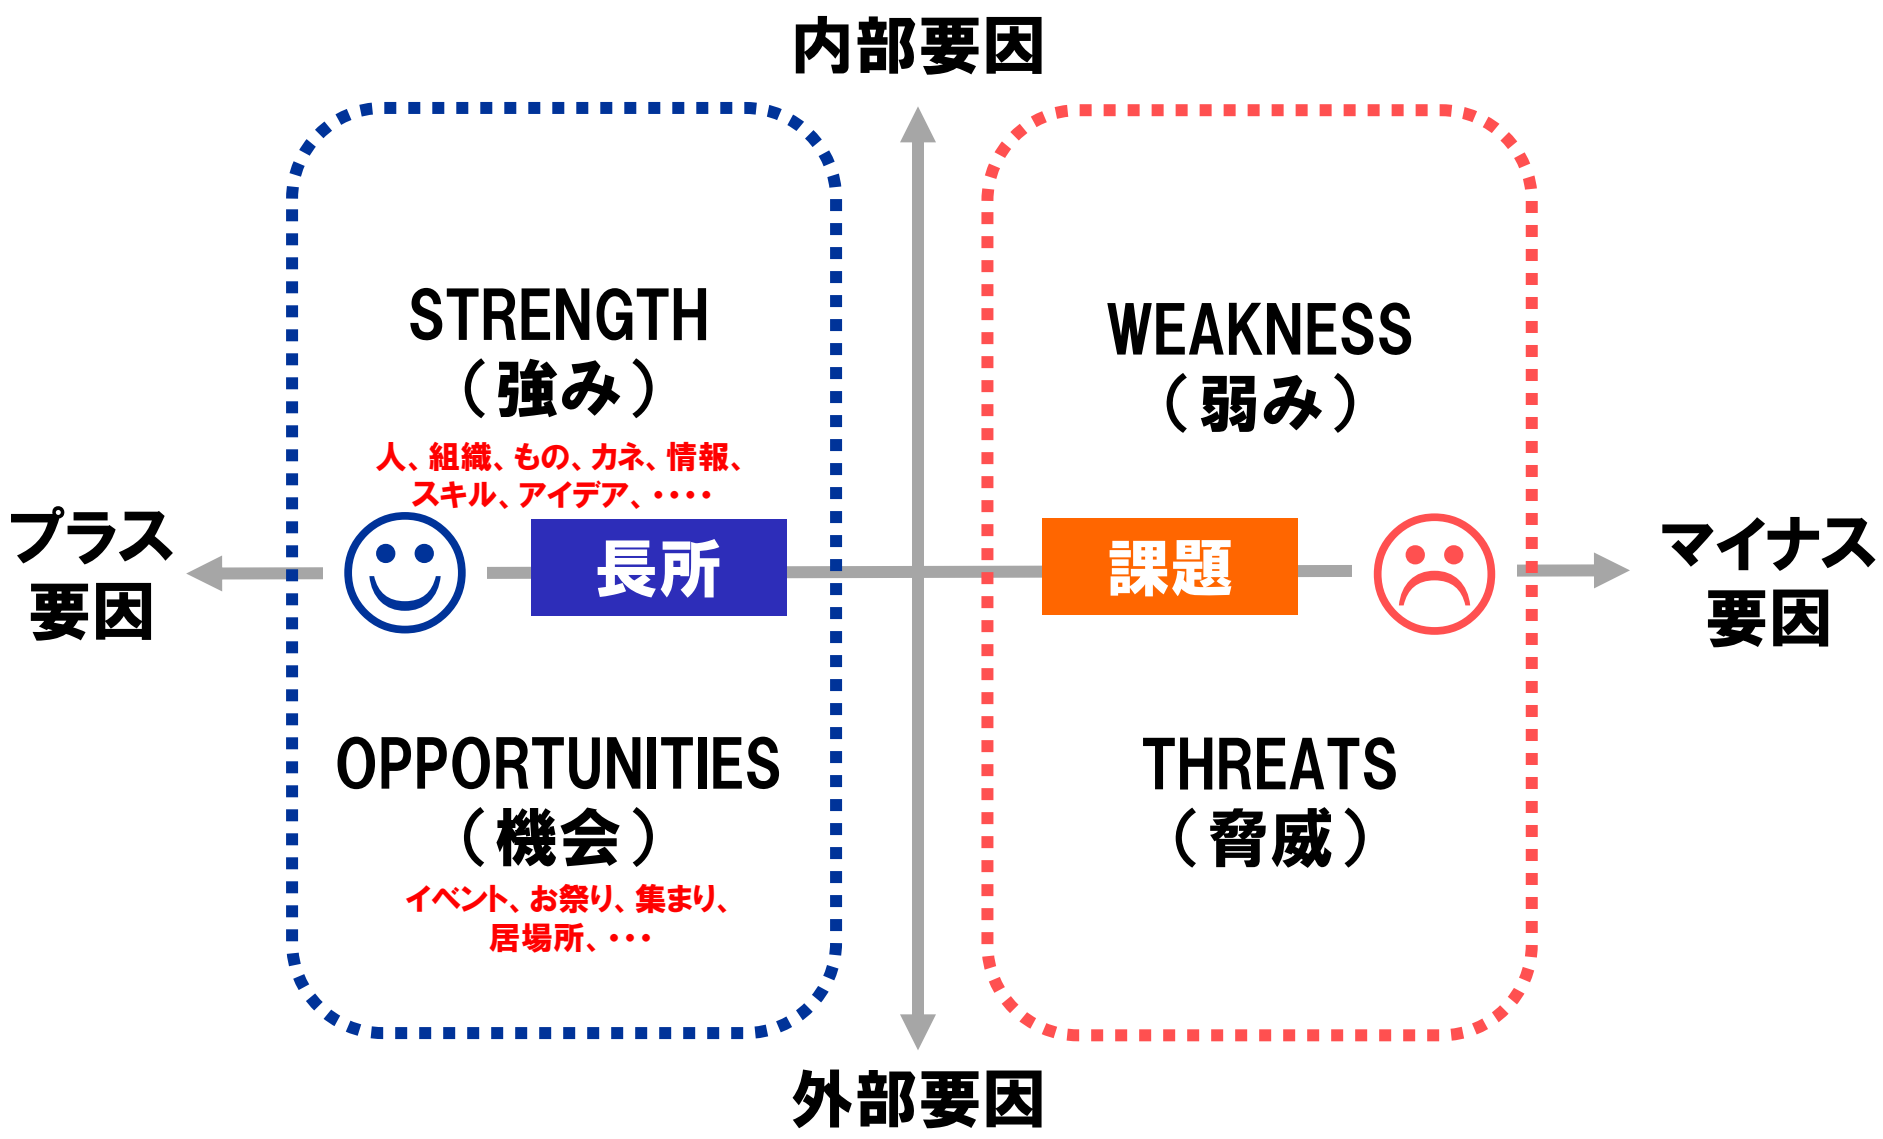 内部要因
STRENGTH
（強み）
人、組織、もの、カネ、情報、
スキル、アイデア、・・・・
WEAKNESS
（弱み）
プラス
要因
長所
課題
マイナス
要因
OPPORTUNITIES
（機会）
イベント、お祭り、集まり、
居場所、・・・
THREATS
（脅威）
外部要因